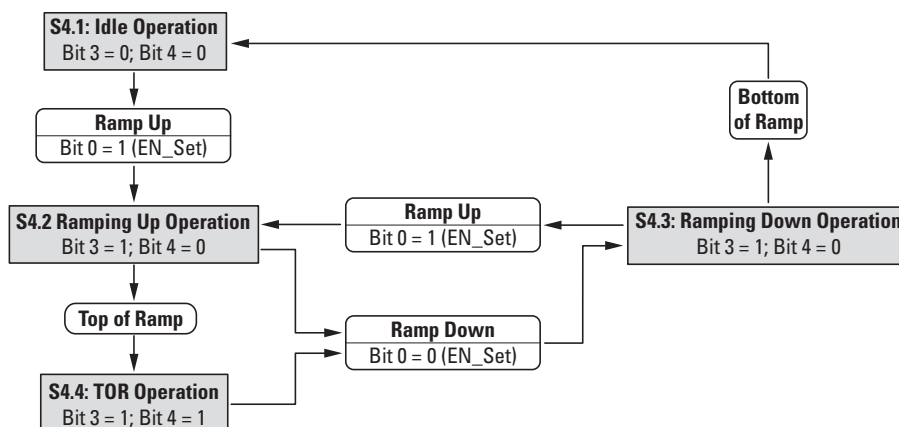 S4.1: Idle Operation
Bit 3 = 0; Bit 4 = 0
Ramp Up
Bit 0 = 1 (EN_Set)
Bottom
of Ramp
S4.2 Ramping Up Operation
Bit 3 = 1; Bit 4 = 0
Ramp Up
Bit 0 = 1 (EN_Set)
S4.3: Ramping Down Operation
Bit 3 = 1; Bit 4 = 0
Top of Ramp
Ramp Down
Bit 0 = 0 (EN_Set)
S4.4: TOR Operation
Bit 3 = 1; Bit 4 = 1